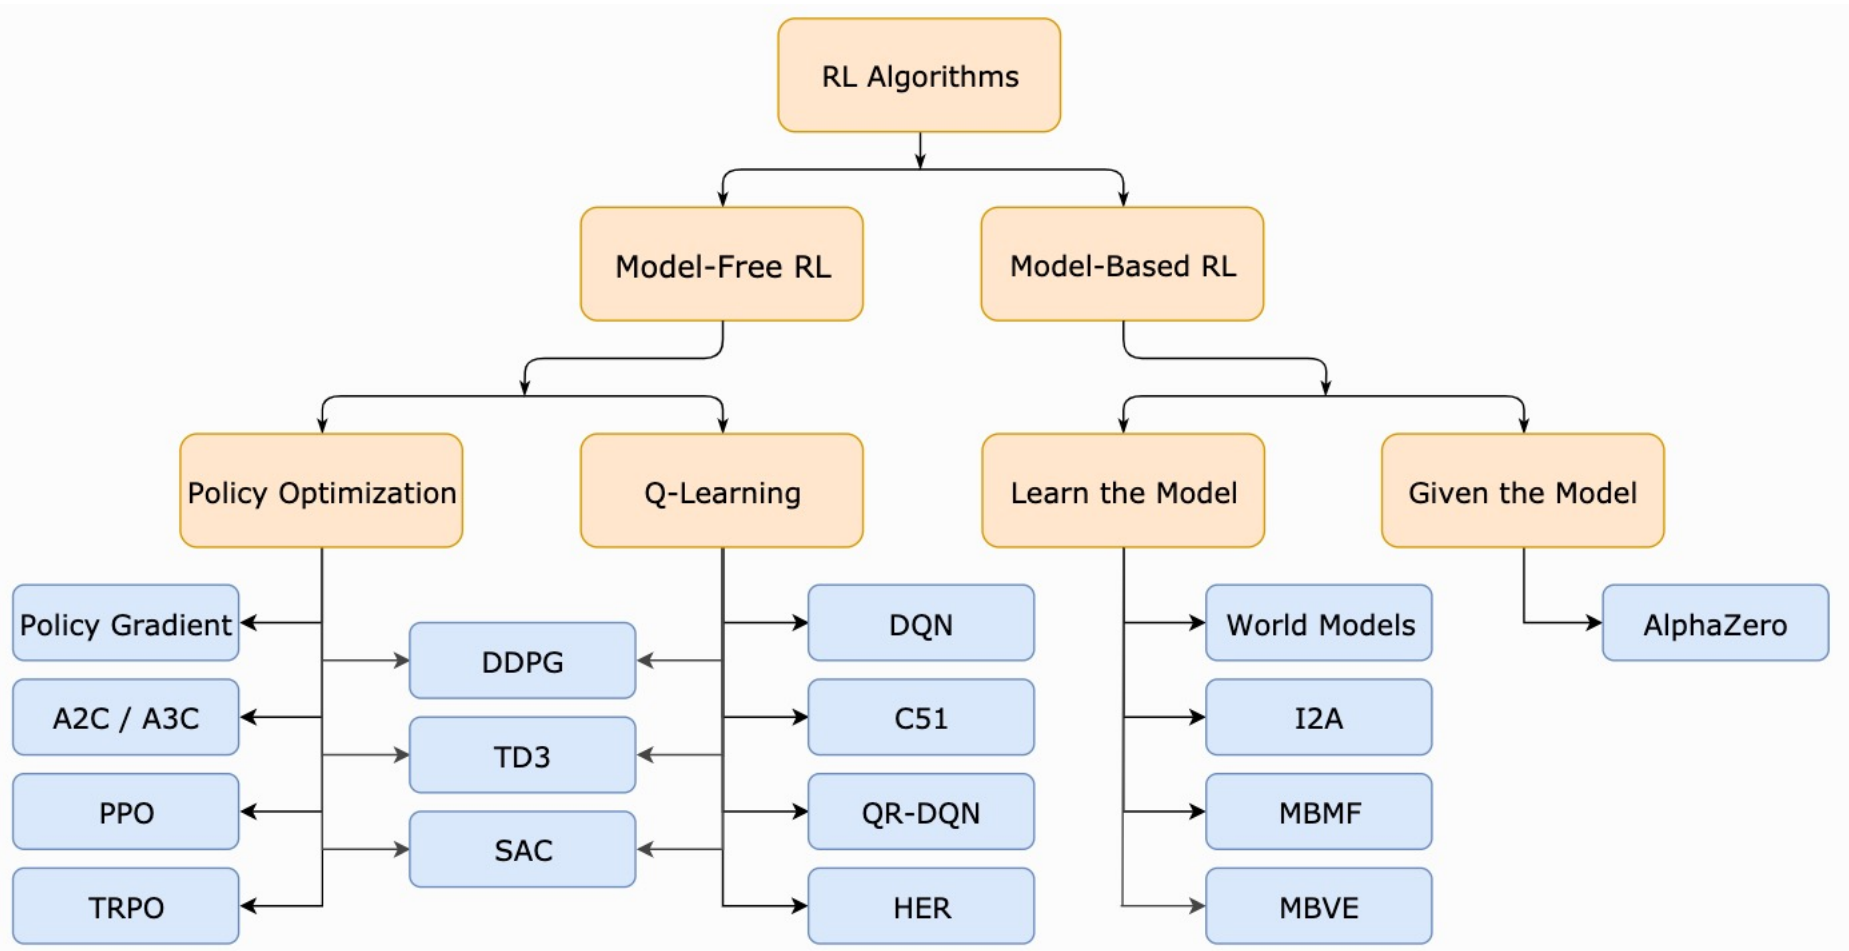 RL Algorithms
Model-Free RL
Model-Based RL
Policy Optimization
Q-Learning
Learn the Model
Given the Model
Policy Gradient
DDPG
DQN
World Models
AlphaZero
A2C / A3C
TD3
C51
I2A
PPO
SAC
QR-DQN
MBMF
TRPO
HER
MBVE